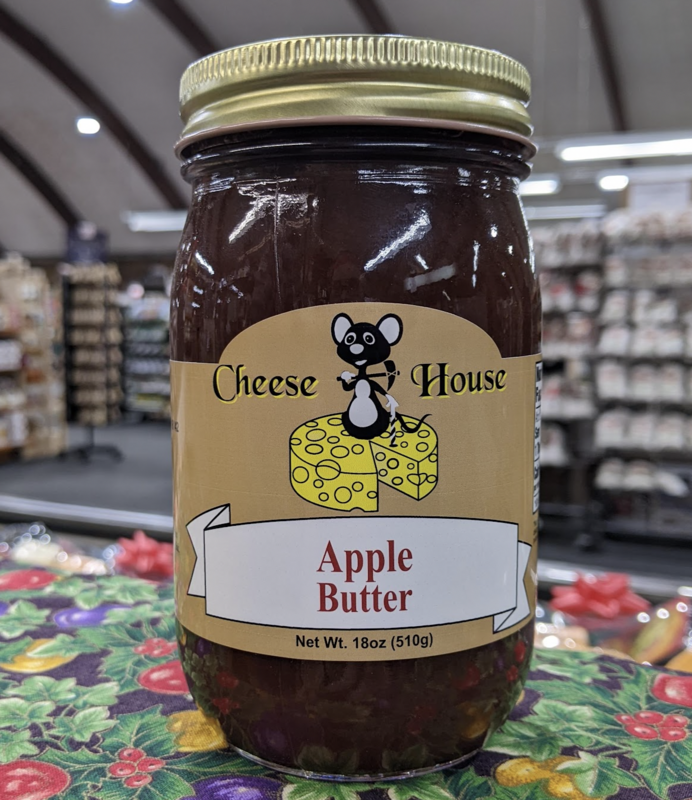 Cheese House
Apple
Butter
Net Wt. 18oz (510g)